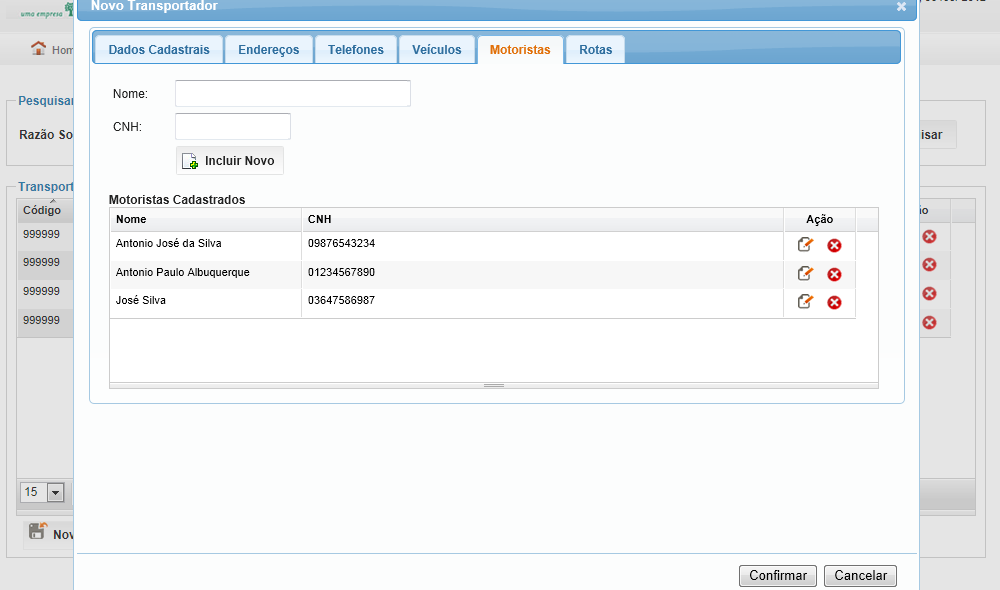 Novo Transportador
uma empresa
Hom
Dados Cadastrais Endereços Telefones Veículos Motoristas Rotas
Pesquisar
Nome:
Razão So
CNH:
isar
Incluir Novo
Transport
Motoristas Cadastrados
Código
Nome CNH Ação
ão
999999
Antonio José da Silva 09876543234
999999
Antonio Paulo Albuquerque 01234567890
999999
José Silva 03647586987
999999
15
Nov
Confirmar Cancelar